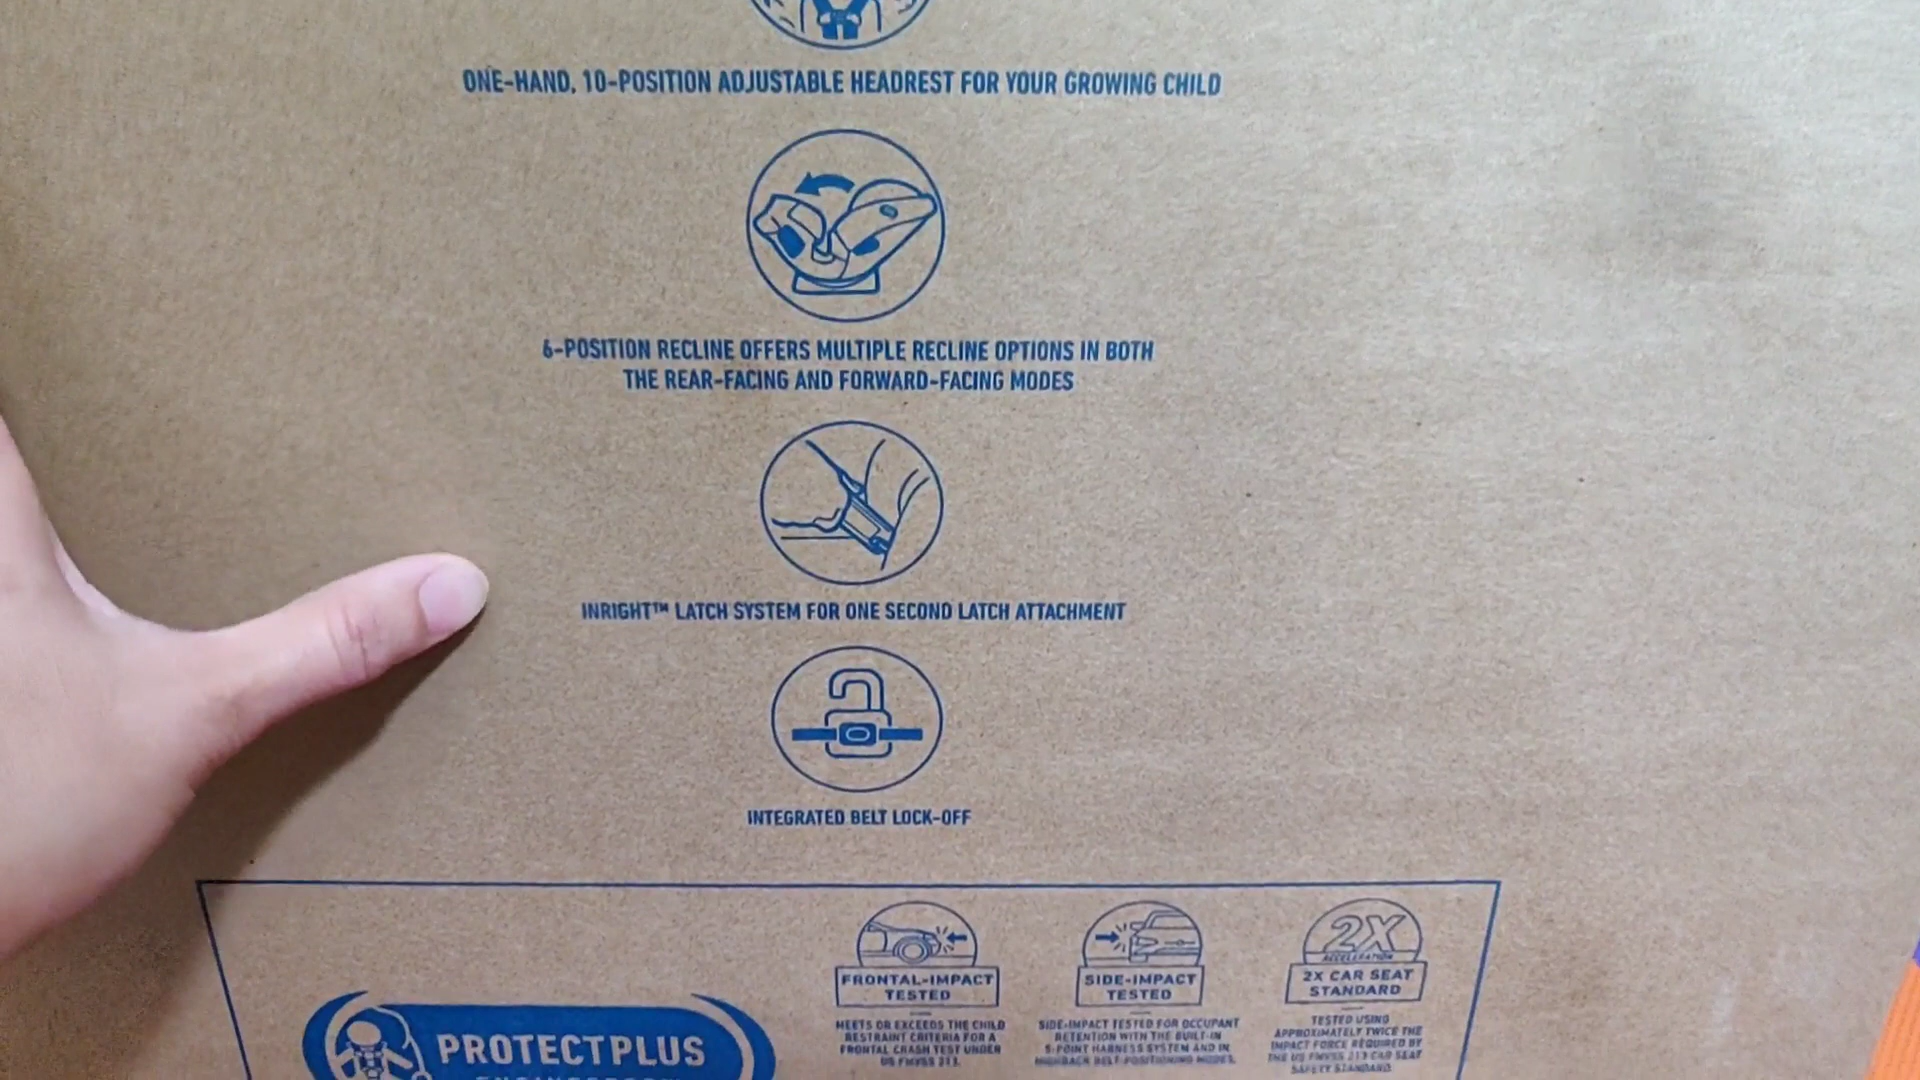 ONE-HAND, 10-POSITION ADJUSTABLE HEADREST FOR YOUR GROWING CHILD
6-POSITION RECLINE OFFERS MULTIPLE RECLINE OPTIONS IN BOTH
THE REAR-FACING AND FORWARD-FACING MODES
INRIGHT™ LATCH SYSTEM FOR ONE SECOND LATCH ATTACHMENT
INTEGRATED BELT LOCK-OFF
PROTECTPLUS
FRONTAL-IMPACT
TESTED
MEETS OR EXCEEDS THE CHILD
RESTRAINT CRITERIA FOR A
FRONTAL CRASH TEST UNDER
US FMVSS 213.
SIDE-IMPACT
TESTED
SIDE-IMPACT TESTED FOR OCCUPANT
RETENTION WITH THE BUILT-IN
5-POINT HARNESS SYSTEM AND IN
HIGHBACK BELT-POSITIONING MODES.
2X
ACCELERATION
2X CAR SEAT
STANDARD
TESTED USING
APPROXIMATELY TWICE THE
IMPACT FORCE REQUIRED BY
THE US FMVSS 213 CAR SEAT
SAFETY STANDARD.